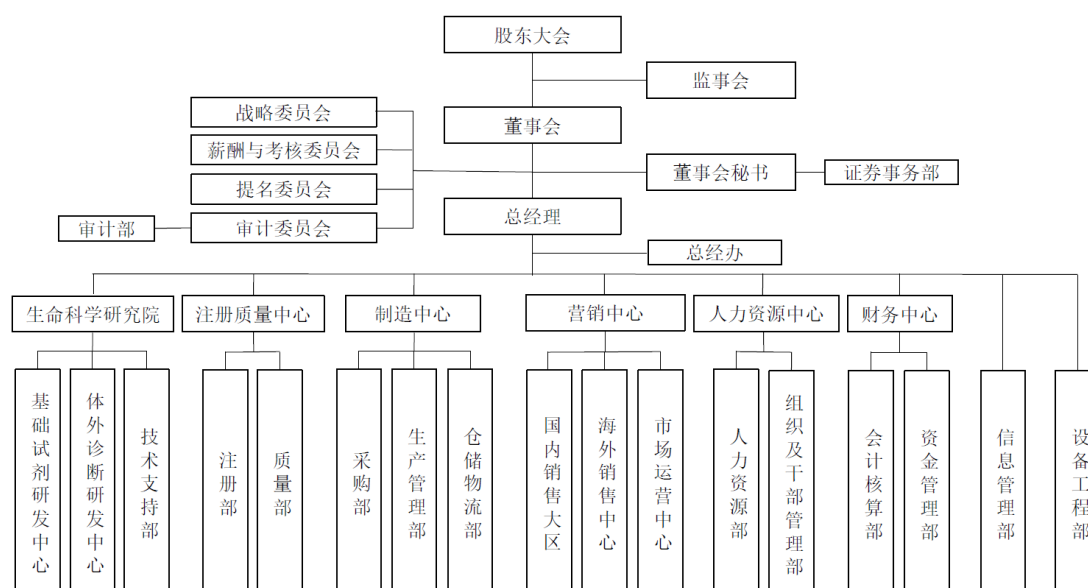 股东大会
监事会
战略委员会
董事会
薪酬与考核委员会
提名委员会
董事会秘书
证券事务部
审计部
审计委员会
总经理
总经办
生命科学研究院
注册质量中心
制造中心
营销中心
人力资源中心
财务中心
基础试剂研发中心
体外诊断研发中心
技术支持部
注册部
质量部
采购部
生产管理部
仓储物流部
国内销售大区
海外销售中心
市场运营中心
人力资源部
组织及干部管理部
会计核算部
资金管理部
信息管理部
设备工程部